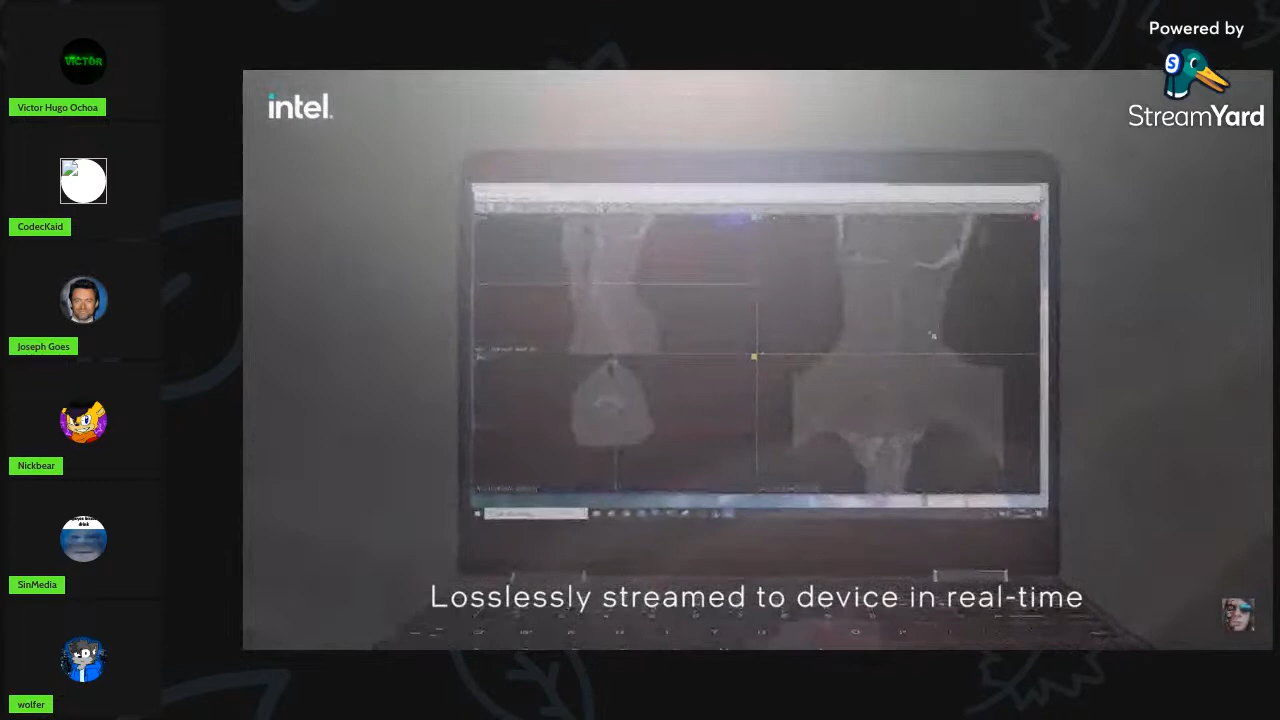 Powered by
StreamYard
intel.
VICTOR
Victor Hugo Ochoa
CodecKaid
Joseph Goes
Nickbear
SinMedia
wolfer
Losslessly streamed to device in real-time